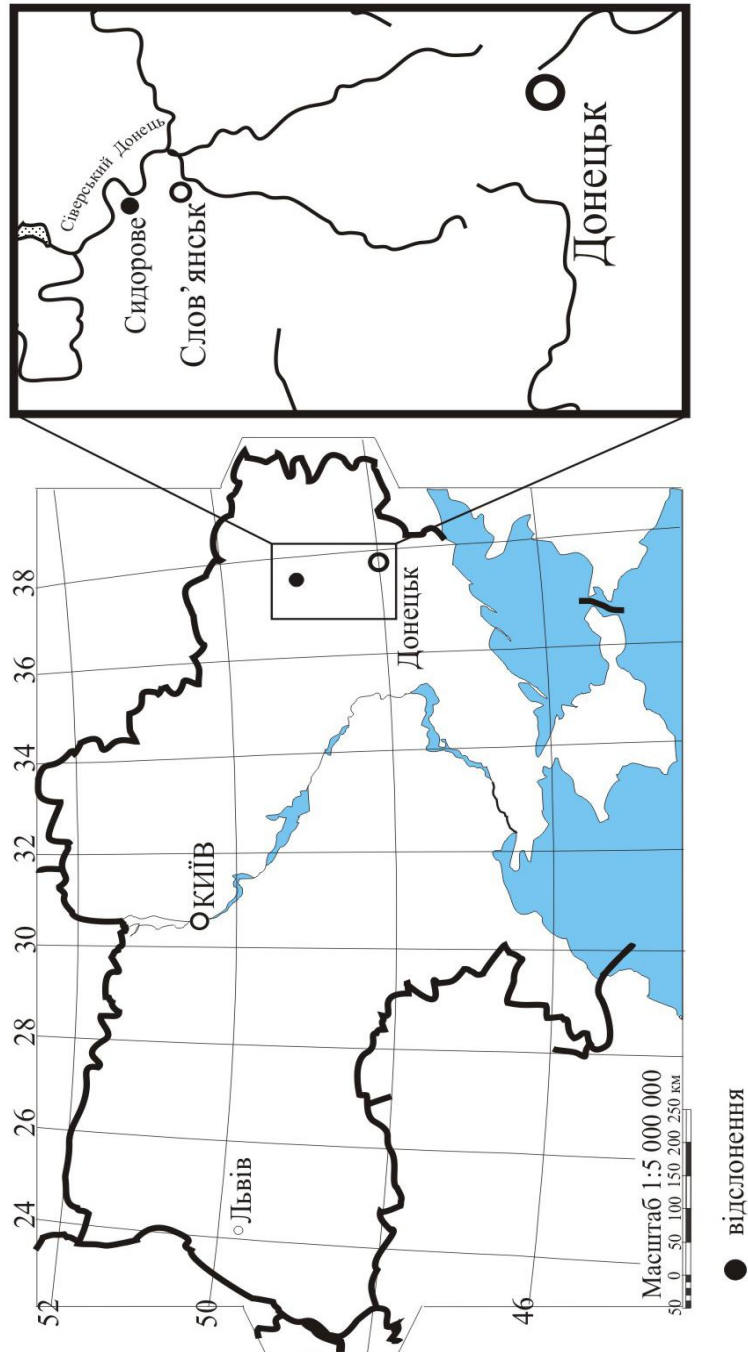 24 26 28 30 32 34 36 38
52
50
46
КИЇВ
Львів
Донецьк
Масштаб 1:5 000 000
50 0 50 100 150 200 250 км
відслонення
Сіверський Донець
Сидорове
Слов’янськ
Донецьк